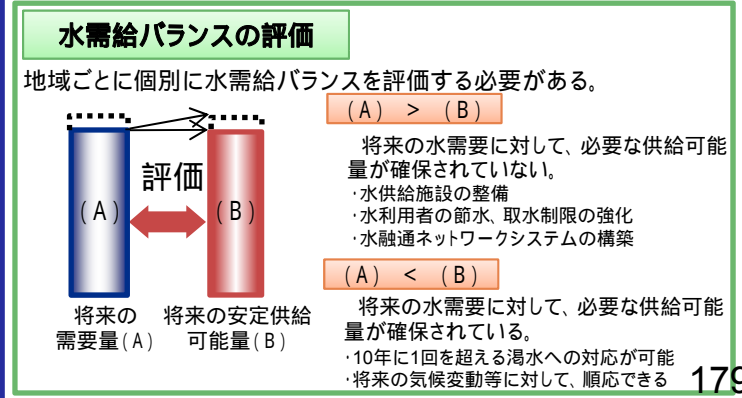 水需給バランスの評価
地域ごとに個別に水需給バランスを評価する必要がある。
(A) > (B)
将来の水需要に対して、必要な供給可能
量が確保されていない。
・水供給施設の整備
・水利用者の節水、取水制限の強化
・水融通ネットワークシステムの構築
評価
(A)
(B)
将来の
需要量(A)
将来の安定供給
可能量(B)
(A) < (B)
将来の水需要に対して、必要な供給可能
量が確保されている。
・10年に1回を超える渇水への対応が可能
・将来の気候変動等に対して、順応できる
179